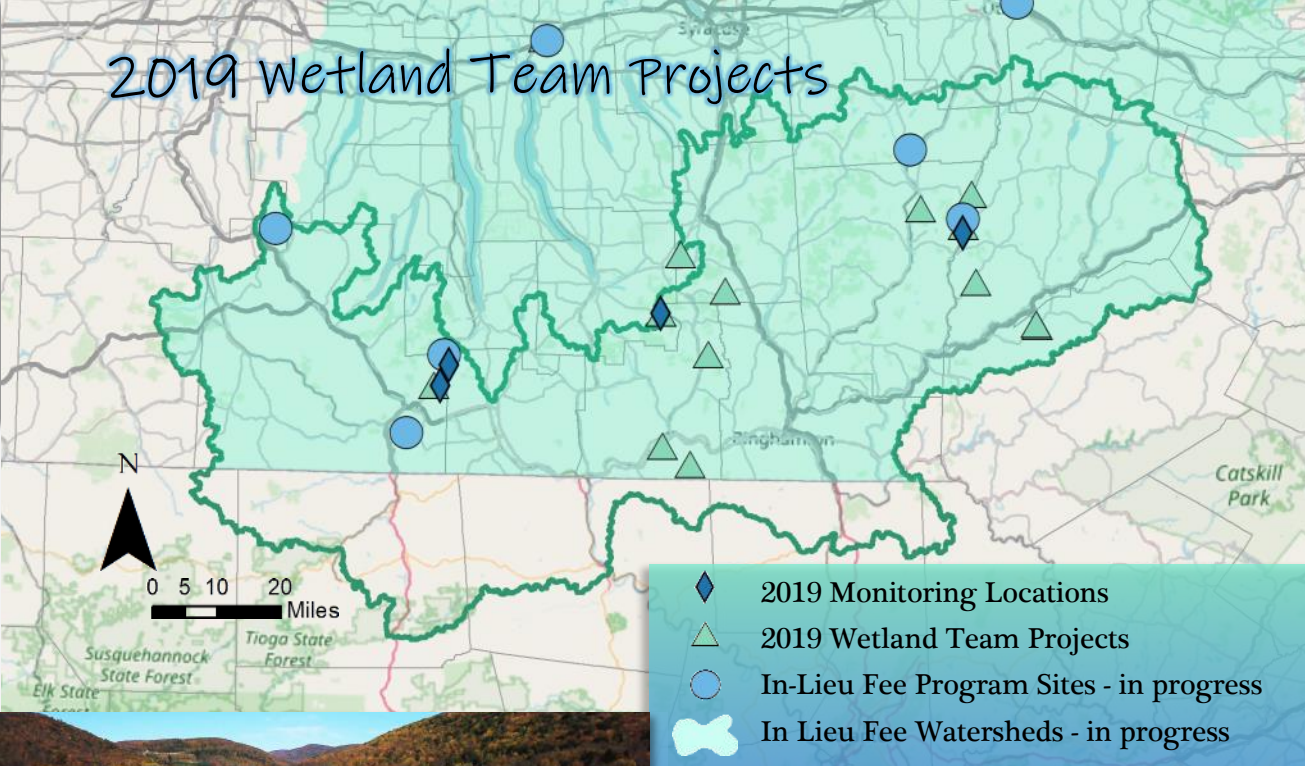 Syracuse
2019 Wetland Team Projects
Binghamton
N
Catskill
Park
0 5 10 20
Miles
Tioga State
Forest
Susquehannock
State Forest
Elk State
Forest
2019 Monitoring Locations
2019 Wetland Team Projects
In-Lieu Fee Program Sites - in progress
In Lieu Fee Watersheds - in progress